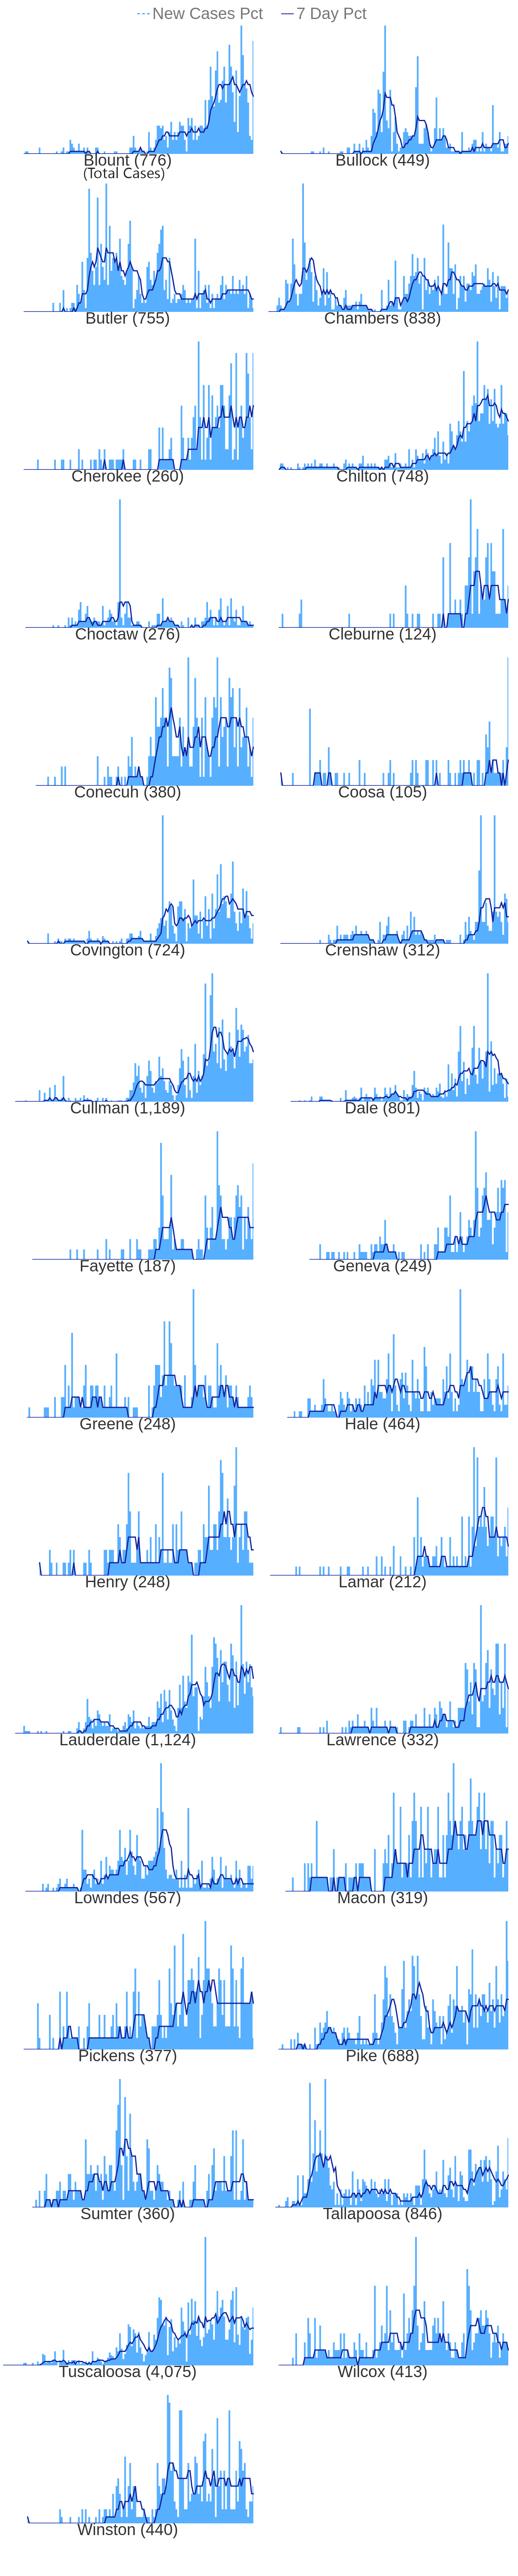 New Cases Pct 7 Day Pct
Blount (776) Bullock (449)
(Total Cases)
Butler (755) Chambers (838)
Cherokee (260) Chilton (748)
Choctaw (276) Cleburne (124)
Conecuh (380) Coosa (105)
Covington (724) Crenshaw (312)
Cullman (1,189) Dale (801)
Fayette (187) Geneva (249)
Greene (248) Hale (464)
Henry (248) Lamar (212)
Lauderdale (1,124) Lawrence (332)
Lowndes (567) Macon (319)
Pickens (377) Pike (688)
Sumter (360) Tallapoosa (846)
Tuscaloosa (4,075) Wilcox (413)
Winston (440)